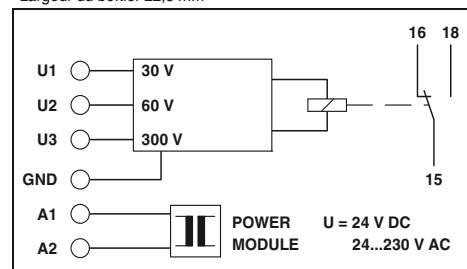 Largeur du boîtier 22,5 mm
16 18
U1 30 V
U2 60 V
U3 300 V
GND
15
A1
A2
POWER U = 24 V DC
MODULE 24...230 V AC